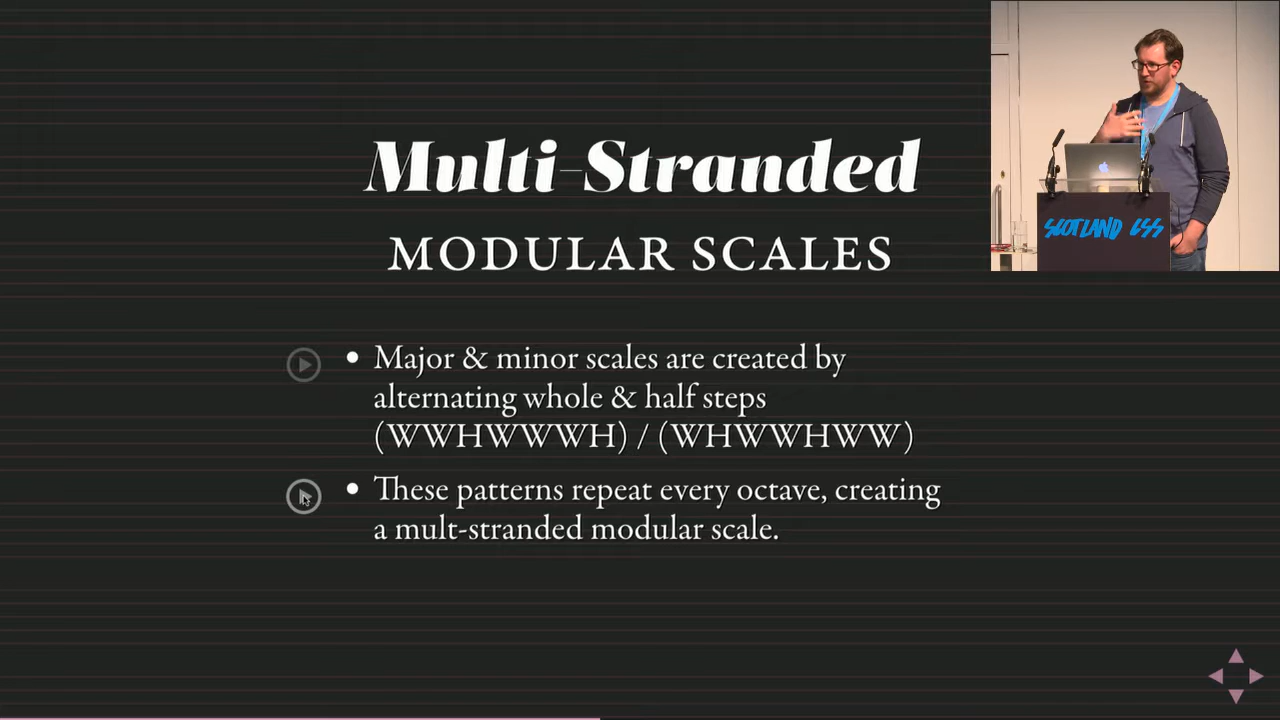 Multi-Stranded
MODULAR SCALES
• Major & minor scales are created by
alternating whole & half steps
(WWHWWWH) / (WHWWHWW)
• These patterns repeat every octave, creating
a mult-stranded modular scale.
SCOTLAND CSS